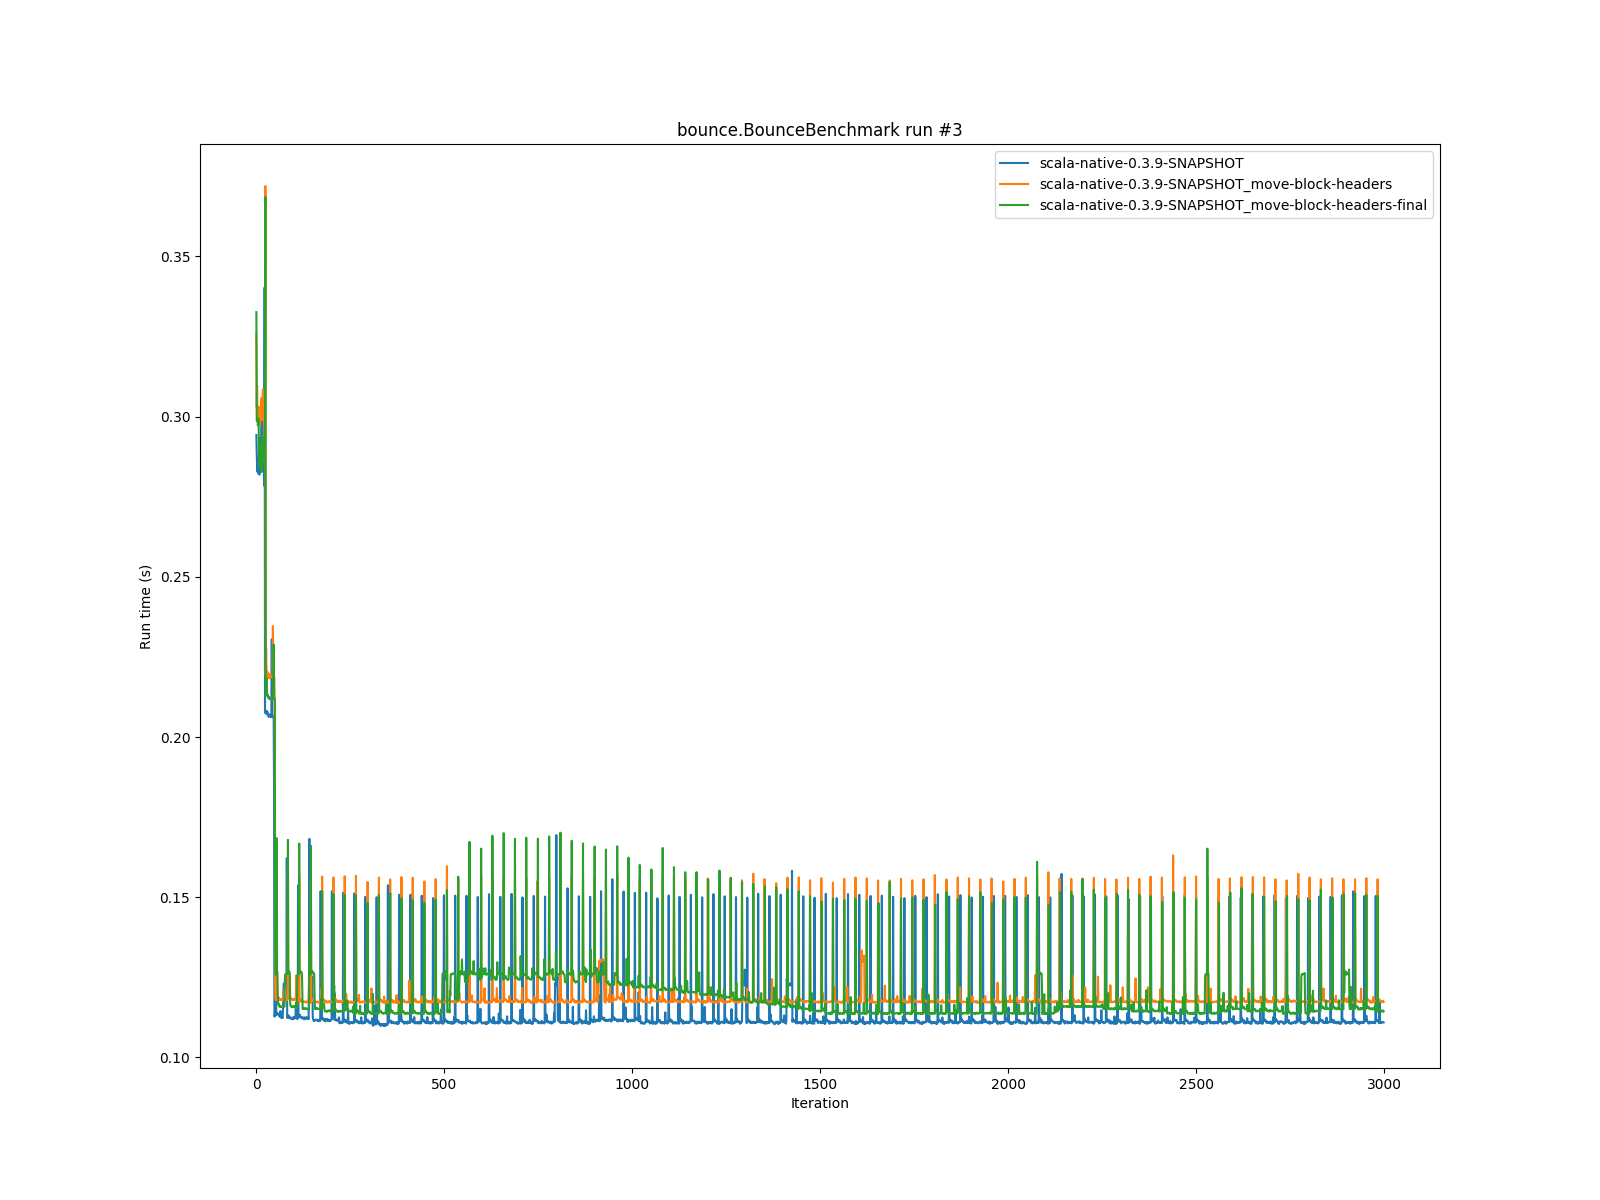 bounce.BounceBenchmark run #3
scala-native-0.3.9-SNAPSHOT
scala-native-0.3.9-SNAPSHOT_move-block-headers
scala-native-0.3.9-SNAPSHOT_move-block-headers-final
0.35
0.30
0.25
0.20
0.15
0.10
Run time (s)
0 500 1000 1500 2000 2500 3000
Iteration